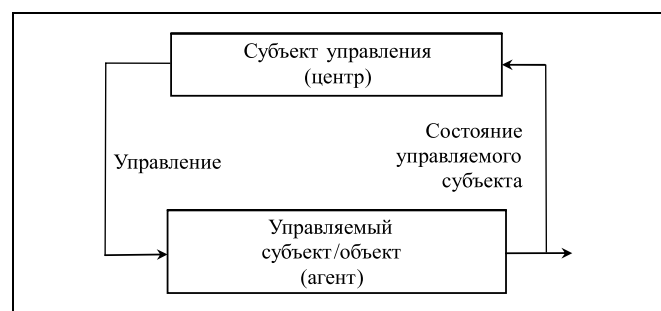 Субъект управления
(центр)
Состояние
управляемого
субъекта
Управление
Управляемый
субъект/объект
(агент)